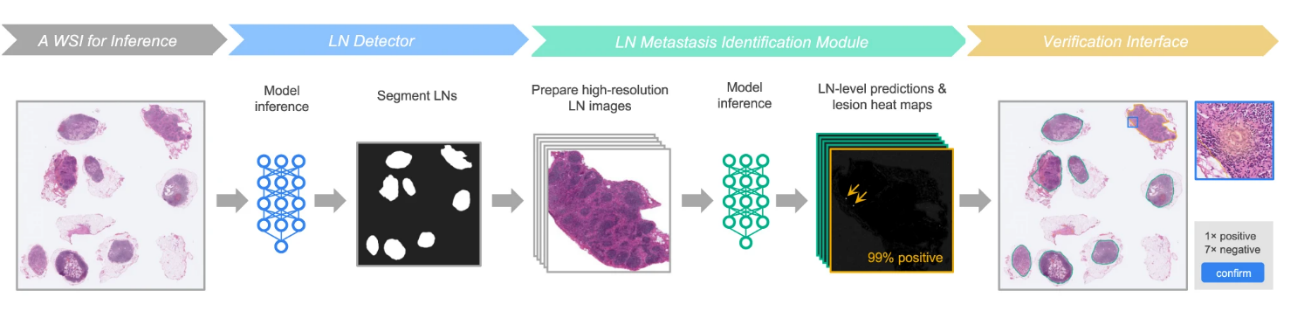 A WSI for Inference
LN Detector
LN Metastasis Identification Module
Verification Interface
Model
inference
Segment LNs
Prepare high-resolution
LN images
Model
inference
LN-level predictions &
lesion heat maps
99% positive
1× positive
7× negative
confirm